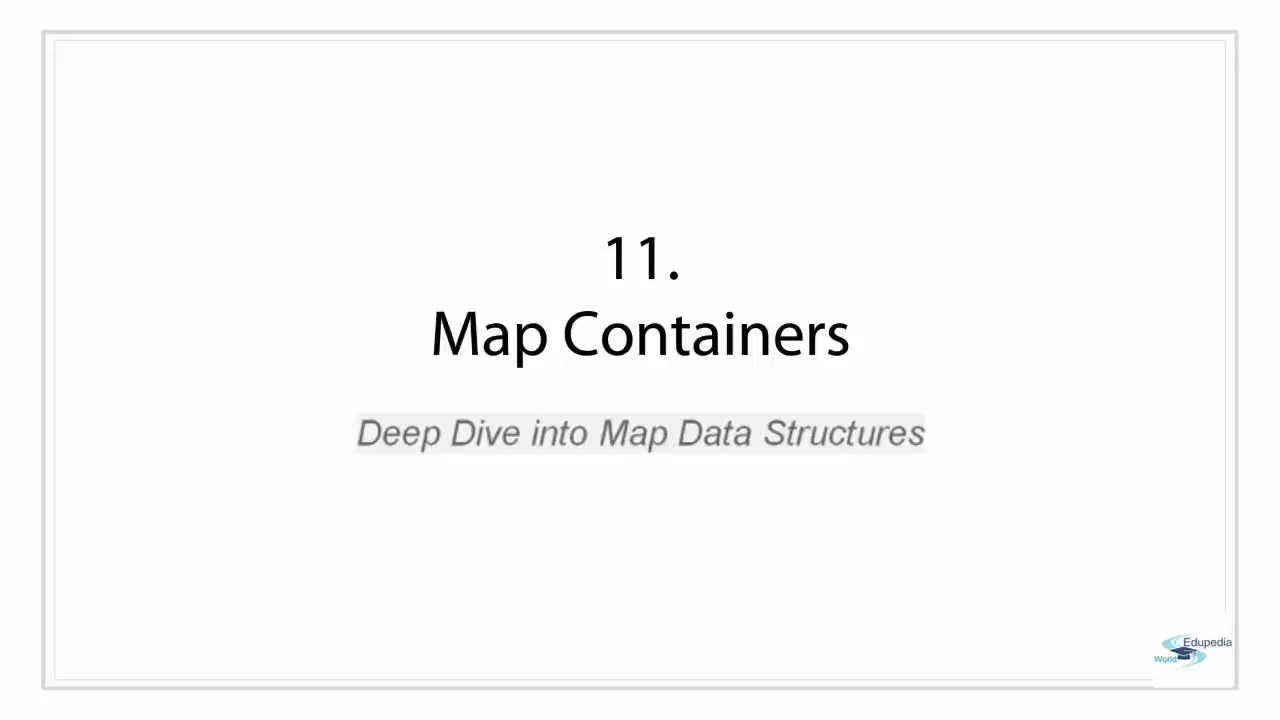 11.
Map Containers
Deep Dive into Map Data Structures
Edupedia
World